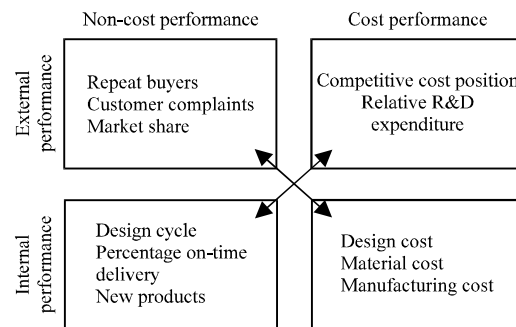 Non-cost performance
Cost performance
External
performance
Repeat buyers
Customer complaints
Market share
Competitive cost position
Relative R&D
expenditure
Internal
performance
Design cycle
Percentage on-time
delivery
New products
Design cost
Material cost
Manufacturing cost